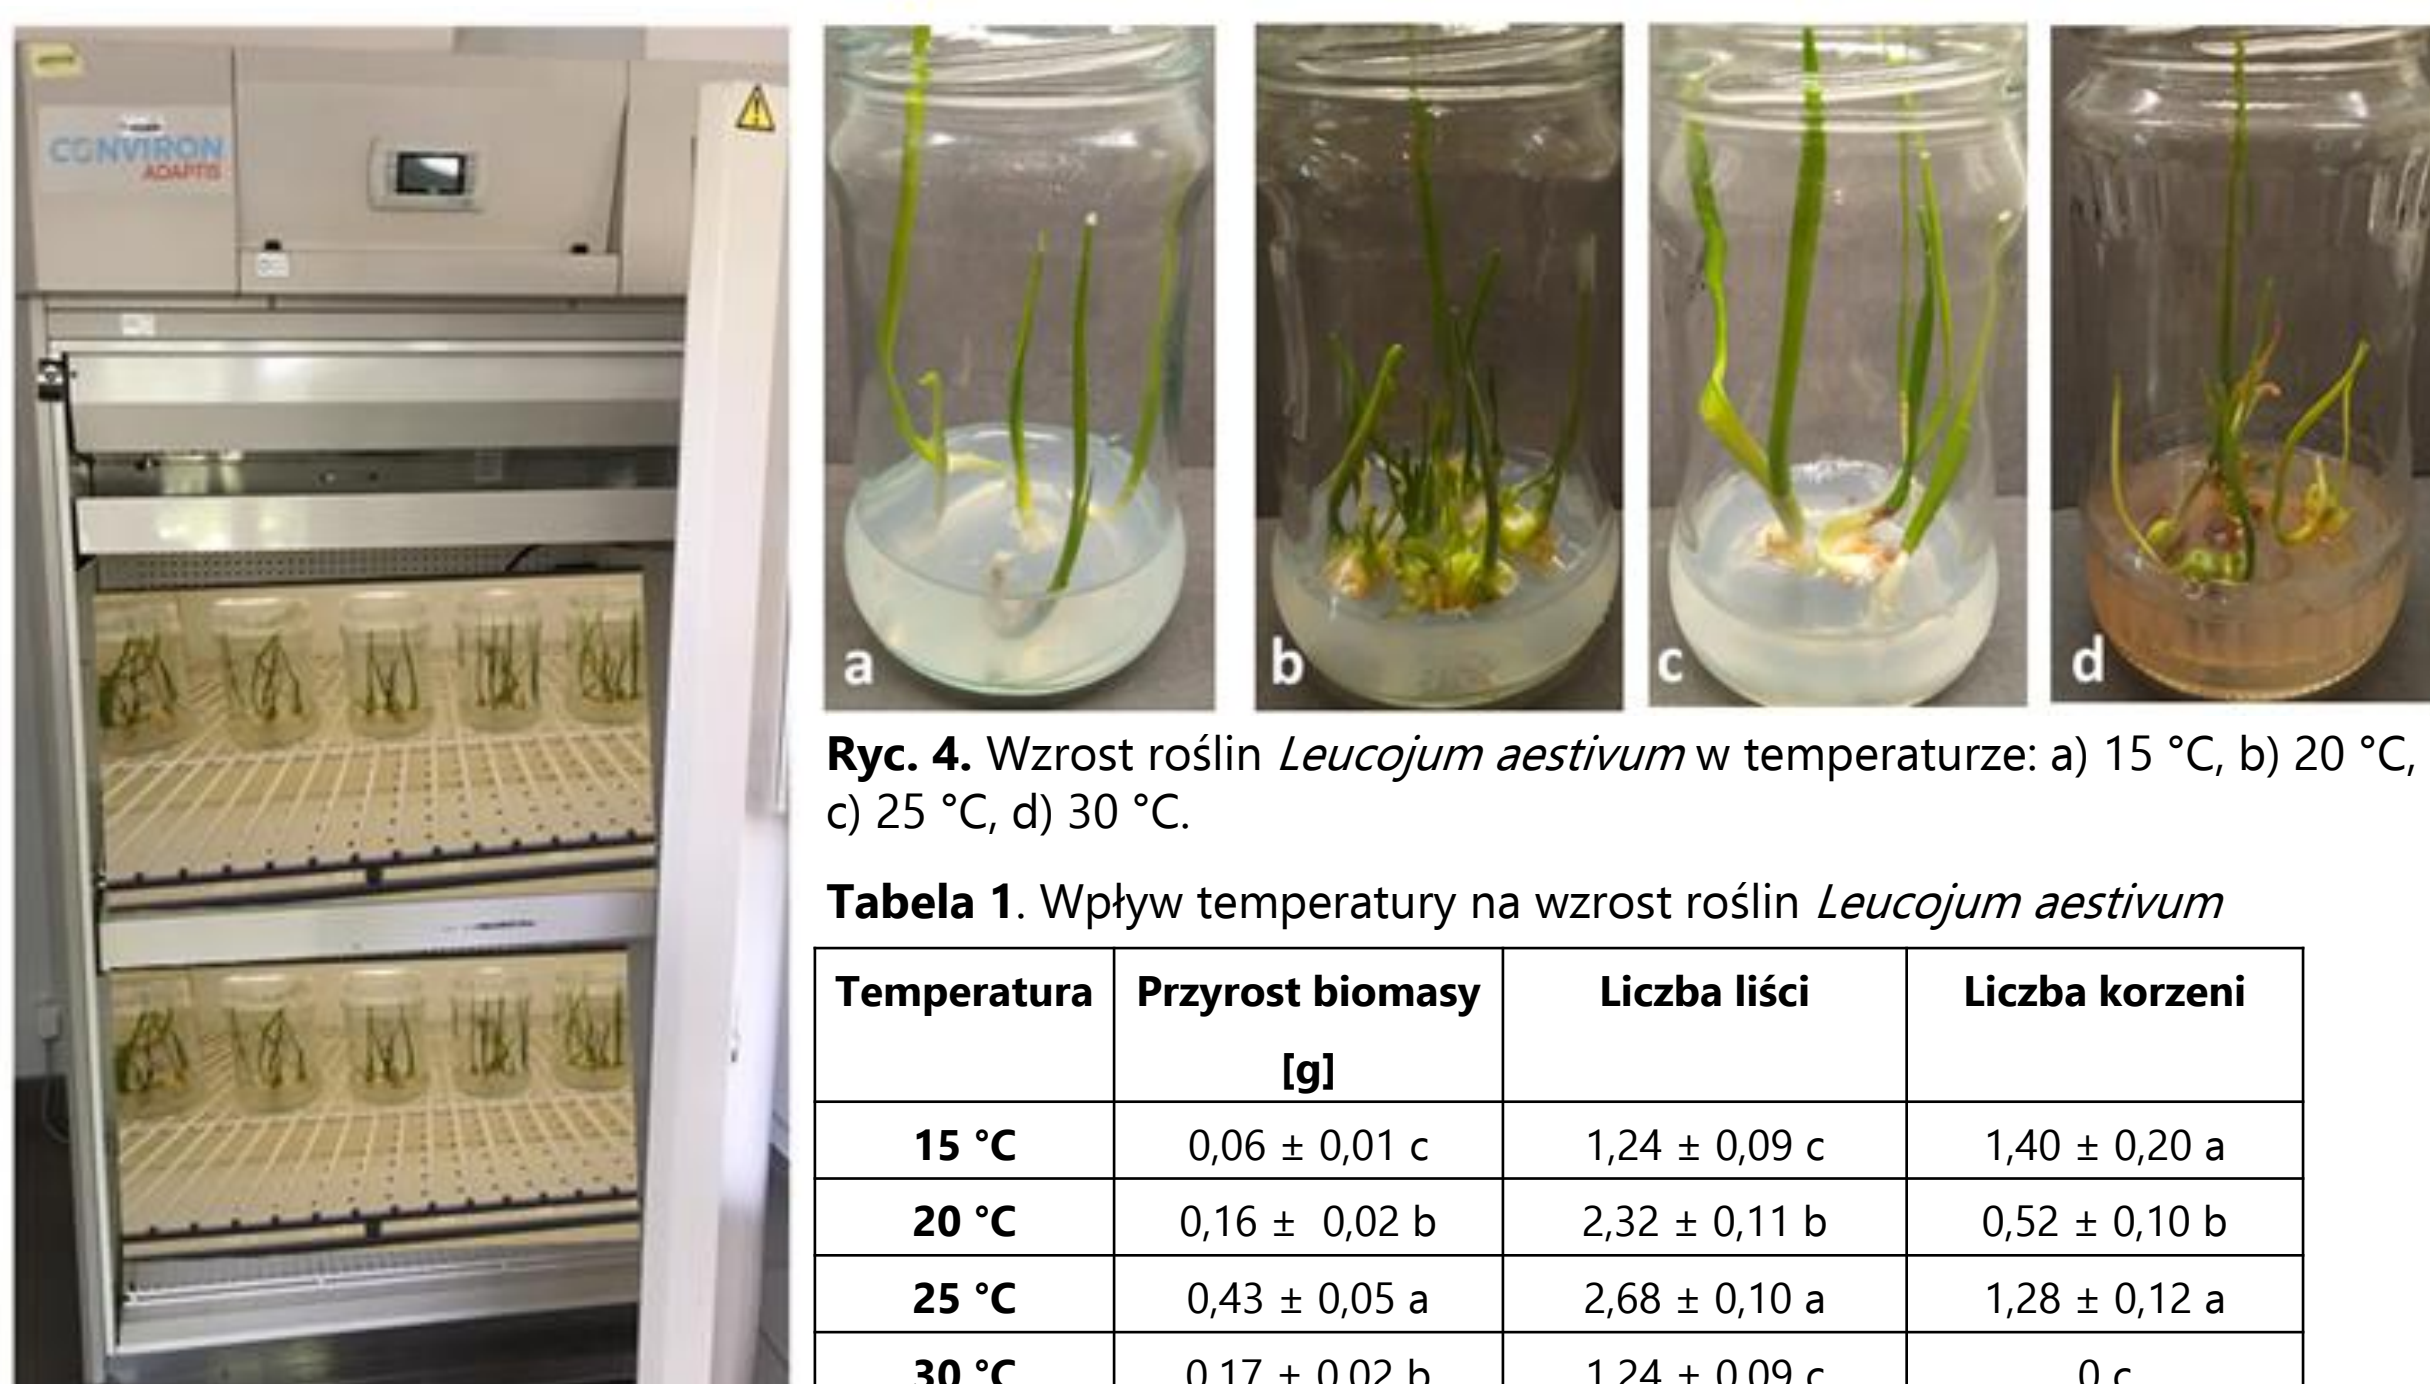 CONVIRON
ADAPTIS
a
b
c
d
Ryc. 4. Wzrost roślin Leucojum aestivum w temperaturze: a) 15 °C, b) 20 °C,
c) 25 °C, d) 30 °C.
Tabela 1. Wpływ temperatury na wzrost roślin Leucojum aestivum
Temperatura Przyrost biomasy Liczba liści Liczba korzeni
[g]
15 °C 0,06 ± 0,01 c 1,24 ± 0,09 c 1,40 ± 0,20 a
20 °C 0,16 ± 0,02 b 2,32 ± 0,11 b 0,52 ± 0,10 b
25 °C 0,43 ± 0,05 a 2,68 ± 0,10 a 1,28 ± 0,12 a
30 °C 0,17 ± 0,02 b 1,24 ± 0,09 c 0 c